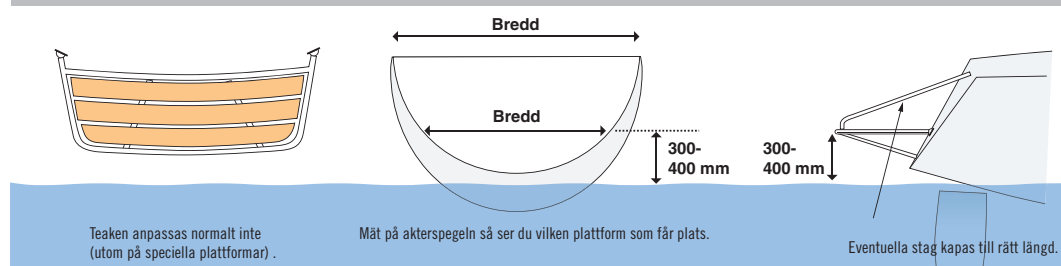 Bredd
Bredd
300-
400 mm
300-
400 mm
Teaken anpassas normalt inte
(utom på speciella plattformar) .
Mät på akterspegeln så ser du vilken plattform som får plats.
Eventuella stag kapas till rätt längd.